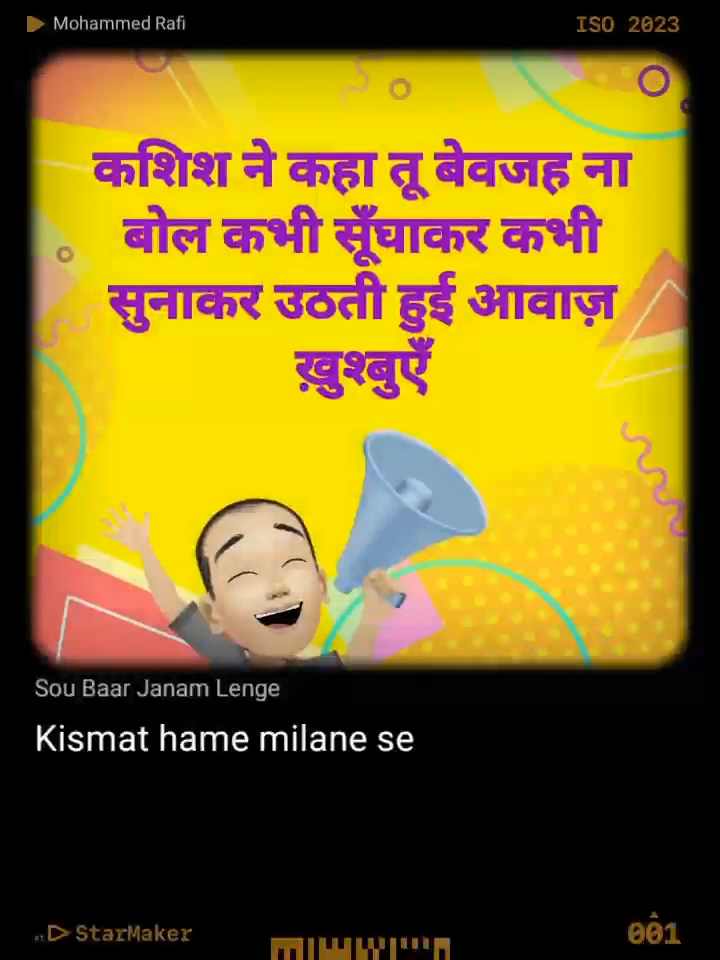 Mohammed Rafi
ISO 2023
कशिश ने कहा तू बेवजह ना
बोल कभी सूँघाकर कभी
सुनाकर उठती हुई आवाज़
ख़ुश्बुएँ
Sou Baar Janam Lenge
Kismat hame milane se
at StarMaker
001